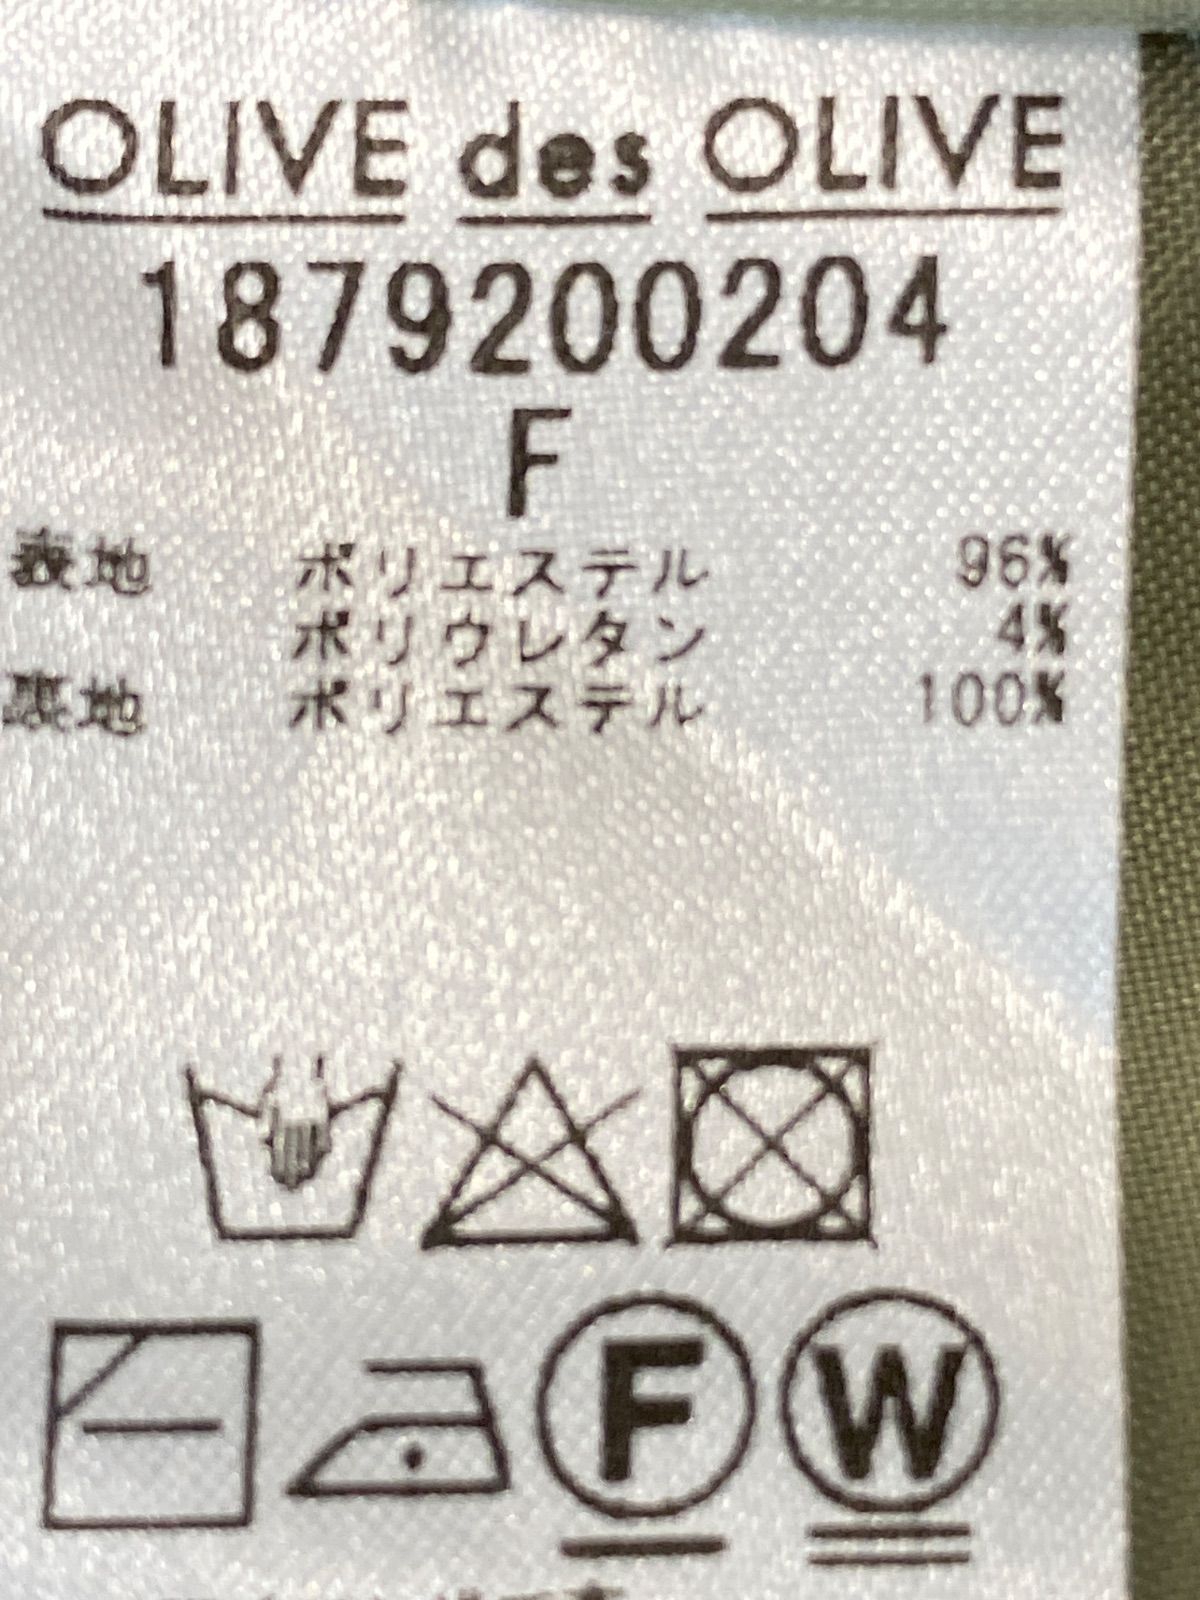 OLIVE des OLIVE
1879200204
F
表地 ポリエステル 96%
ポリウレタン 4%
裏地 ポリエステル 100%
F W